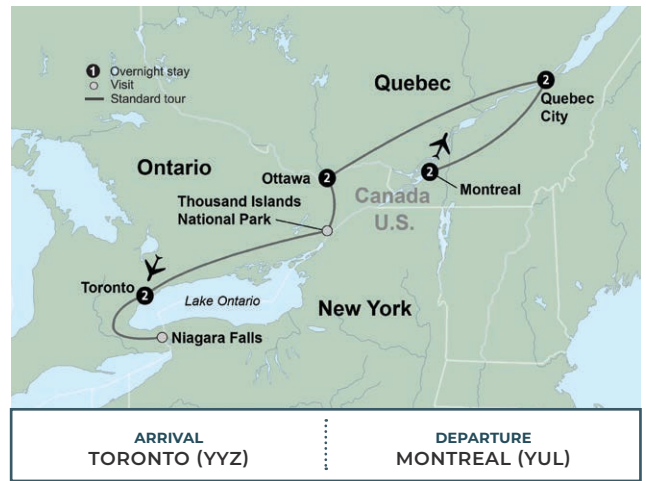 1 Overnight stay
Visit
Standard tour
Quebec
2
Quebec
City
Ontario
Ottawa 2
2
Montreal
Thousand Islands
National Park
Canada
U.S.
Toronto
2
Lake Ontario
New York
Niagara Falls
ARRIVAL
TORONTO (YYZ)
DEPARTURE
MONTREAL (YUL)